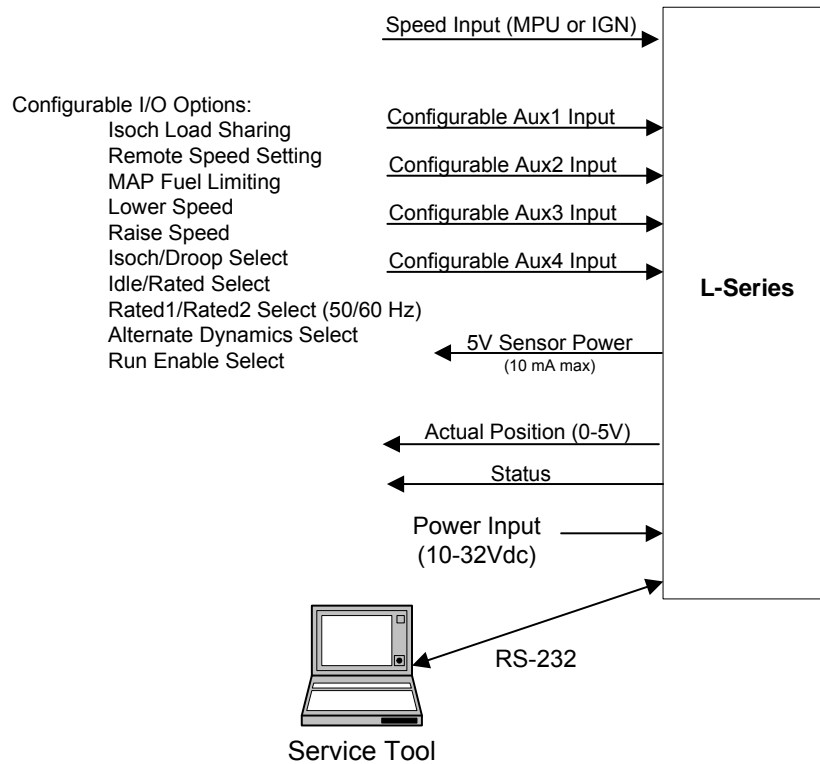 Speed Input (MPU or IGN)
Configurable I/O Options:
Isoch Load Sharing
Remote Speed Setting
MAP Fuel Limiting
Lower Speed
Raise Speed
Isoch/Droop Select
Idle/Rated Select
Rated1/Rated2 Select (50/60 Hz)
Alternate Dynamics Select
Run Enable Select
Configurable Aux1 Input
Configurable Aux2 Input
Configurable Aux3 Input
Configurable Aux4 Input
L-Series
5V Sensor Power
(10 mA max)
Actual Position (0-5V)
Status
Power Input
(10-32Vdc)
RS-232
Service Tool